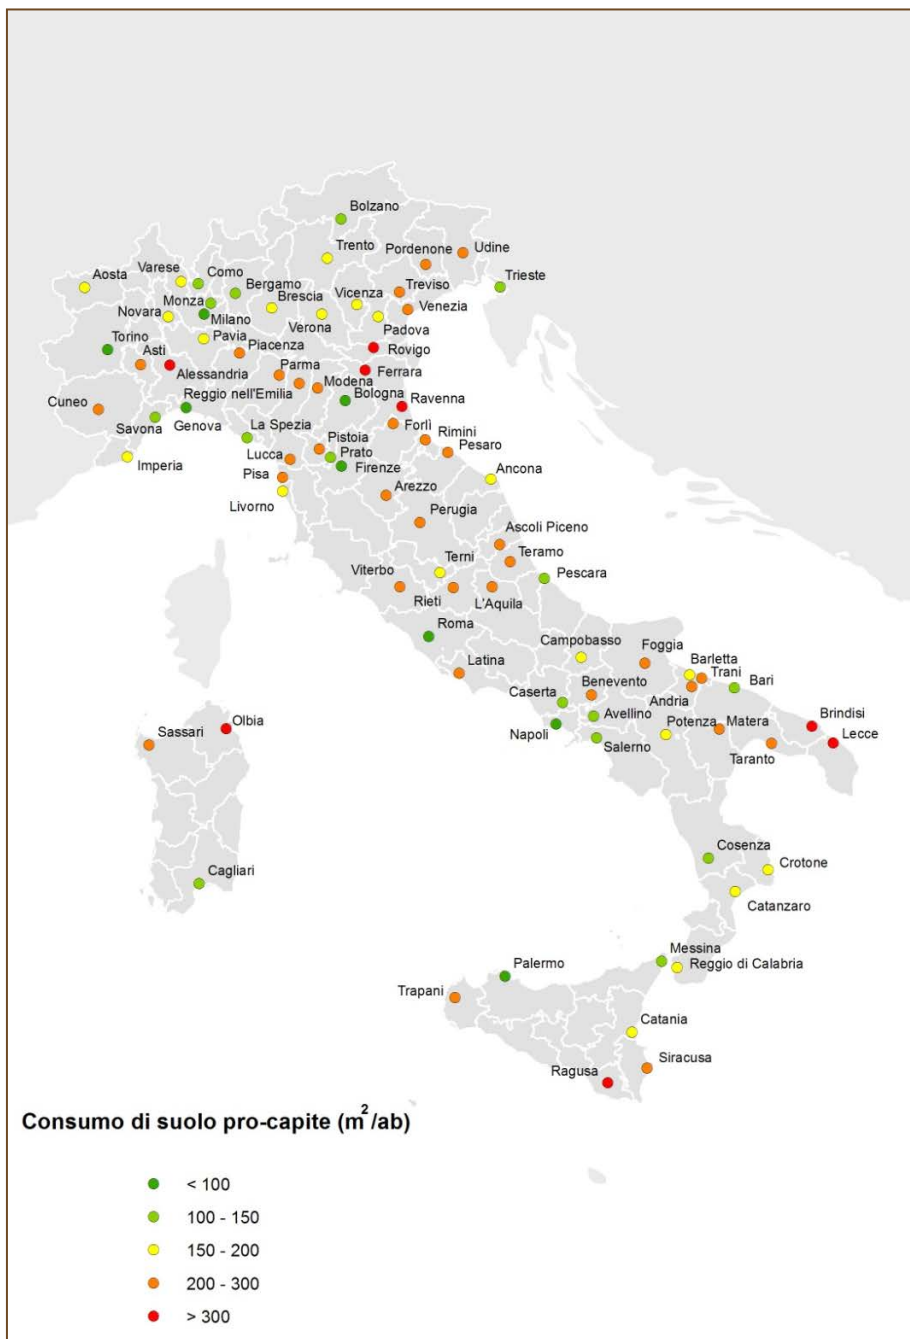 Bolzano
Trento
Pordenone
Udine
Aosta
Varese
Como
Bergamo
Brescia
Vicenza
Treviso
Trieste
Monza
Venezia
Novara
Milano
Verona
Padova
Torino
Pavia
Piacenza
Rovigo
Asti
Parma
Ferrara
Alessandria
Modena
Reggio nell'Emilia
Bologna
Ravenna
Cuneo
Savona
Genova
La Spezia
Pistoia
Forlì
Rimini
Prato
Pesaro
Lucca
Firenze
Imperia
Pisa
Ancona
Livorno
Arezzo
Perugia
Ascoli Piceno
Terni
Teramo
Viterbo
Pescara
Rieti
L'Aquila
Roma
Campobasso
Foggia
Latina
Barletta
Trani
Benevento
Bari
Caserta
Andria
Avellino
Brindisi
Olbia
Potenza
Matera
Sassari
Napoli
Lecce
Salerno
Taranto
Cosenza
Crotone
Cagliari
Catanzaro
Messina
Palermo
Reggio di Calabria
Trapani
Catania
Siracusa
Ragusa
Consumo di suolo pro-capite (m²/ab)
< 100
100 - 150
150 - 200
200 - 300
> 300